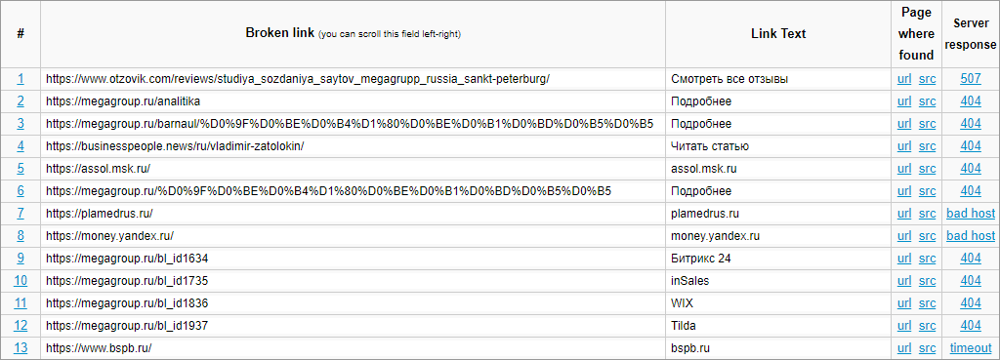 # Broken link (you can scroll this field left-right) Link Text Page where found Server response
1 https://www.otzovik.com/reviews/studiya_sozdaniya_saytov_megagrupp_russia_sankt-peterburg/ Смотреть все отзывы url src 507
2 https://megagroup.ru/analitika Подробнее url src 404
3 https://megagroup.ru/barnaul/%D0%9F%D0%BE%D0%B4%D1%80%D0%BE%D0%B1%D0%BD%D0%B5%D0%B5 Подробнее url src 404
4 https://businesspeople.news/ru/vladimir-zatolokin/ Читать статью url src 404
5 https://assol.msk.ru/ assol.msk.ru url src 404
6 https://megagroup.ru/%D0%9F%D0%BE%D0%B4%D1%80%D0%BE%D0%B1%D0%BD%D0%B5%D0%B5 Подробнее url src 404
7 https://plamedrus.ru/ plamedrus.ru url src bad host
8 https://money.yandex.ru/ money.yandex.ru url src bad host
9 https://megagroup.ru/bl_id1634 Битрикс 24 url src 404
10 https://megagroup.ru/bl_id1735 inSales url src 404
11 https://megagroup.ru/bl_id1836 WIX url src 404
12 https://megagroup.ru/bl_id1937 Tilda url src 404
13 https://www.bspb.ru/ bspb.ru url src timeout